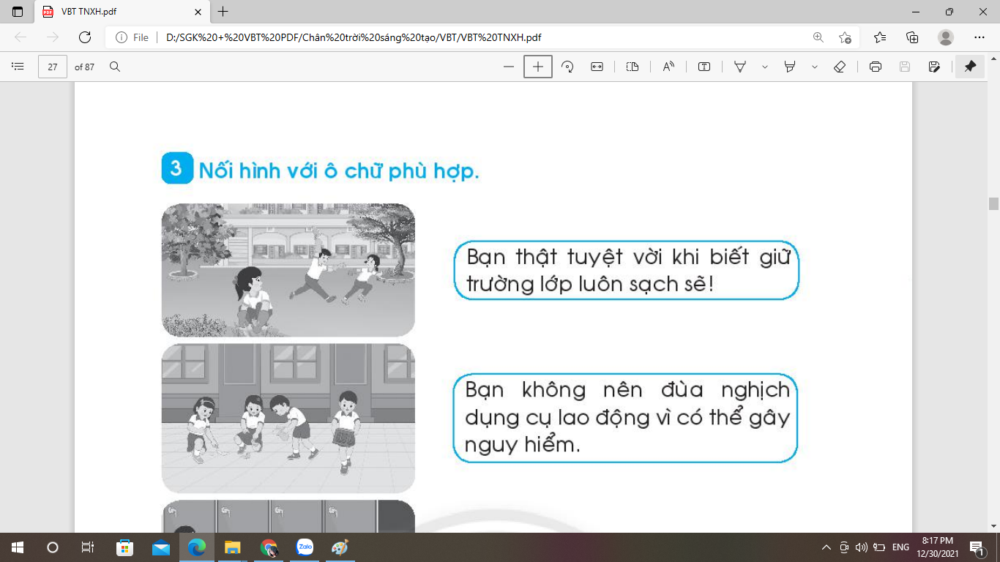 VBT TNXH.pdf
File D:/SGK%20+%20VBT%20PDF/Chân%20trời%20sáng%20tạo/VBT/VBT%20TNXH.pdf
27 of 87
3 Nối hình với ô chữ phù hợp.
Bạn thật tuyệt vời khi biết giữ
trường lớp luôn sạch sẽ!
Bạn không nên đùa nghịch
dụng cụ lao động vì có thể gây
nguy hiểm.
Zalo
ENG
8:17 PM
12/30/2021
1